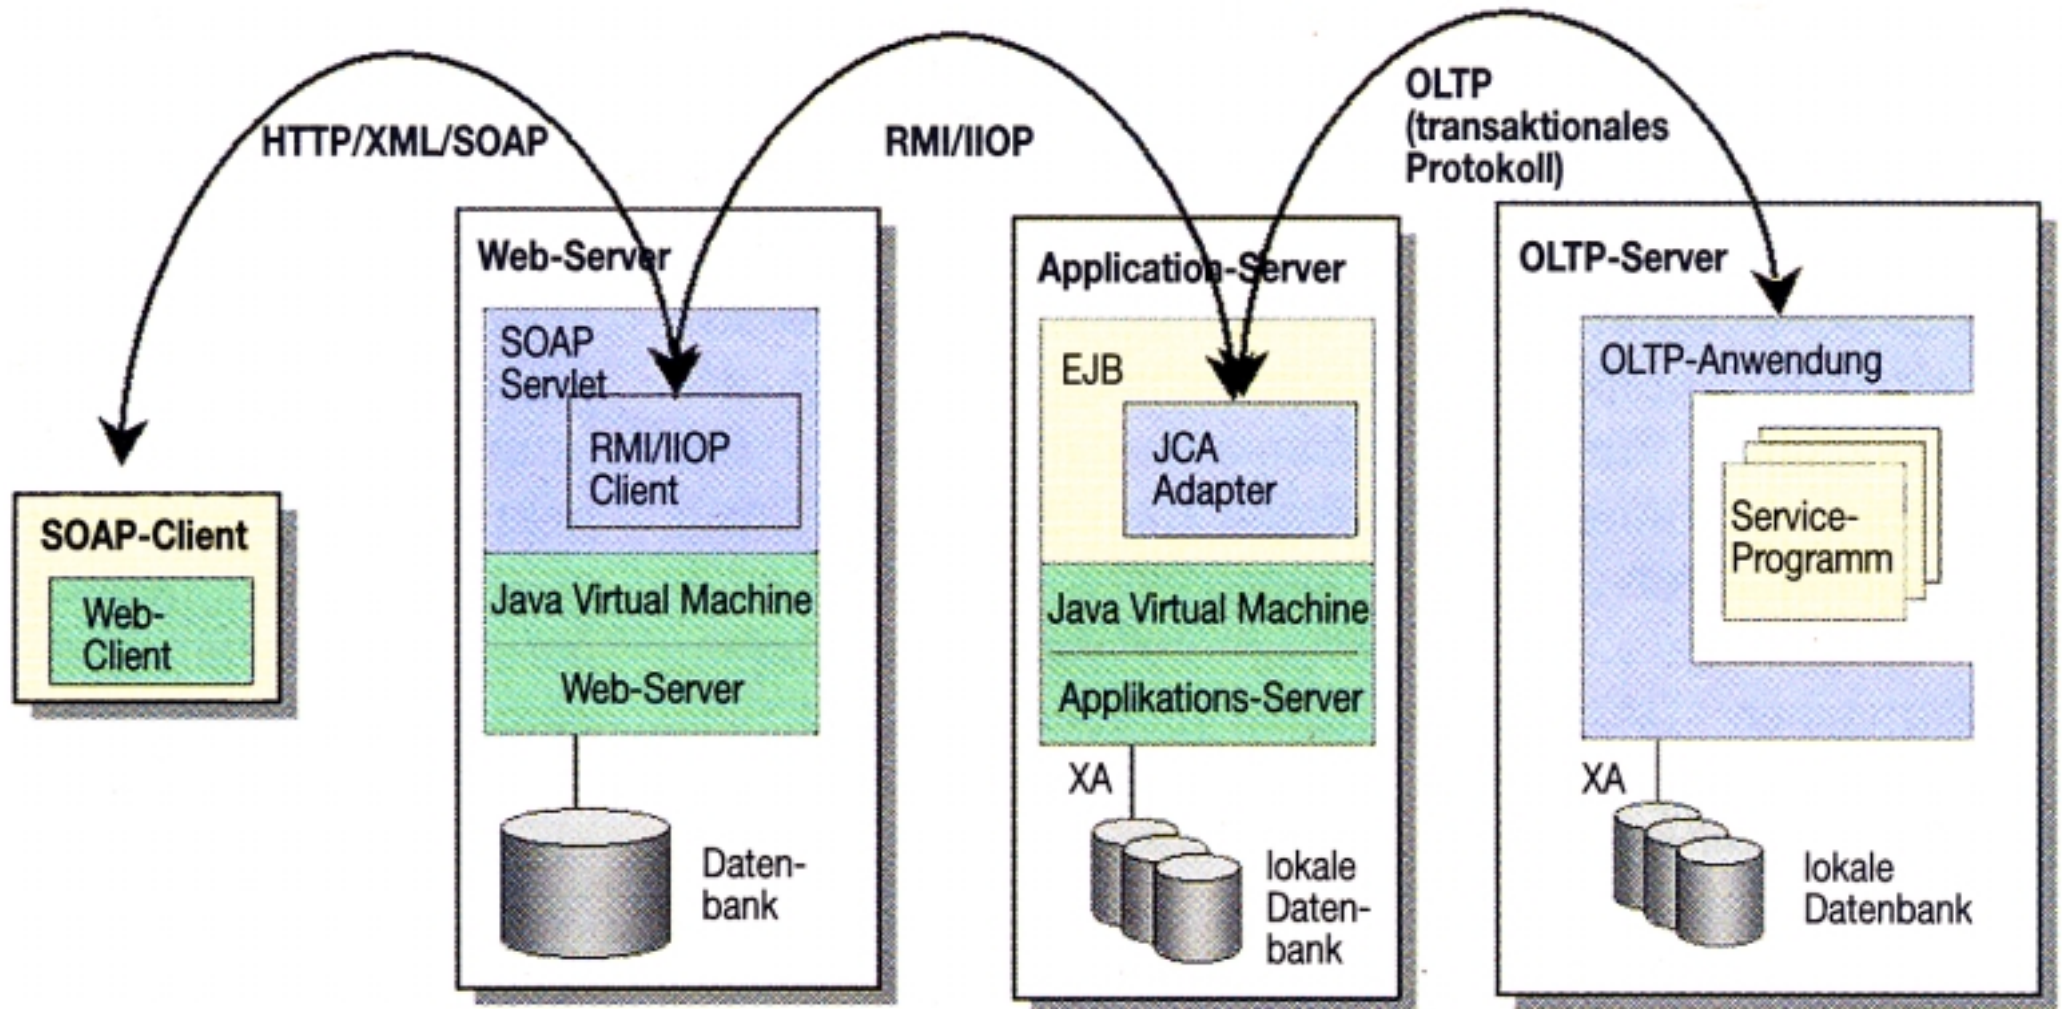 HTTP/XML/SOAP
RMI/IIOP
OLTP
(transaktionales
Protokoll)
SOAP-Client
Web-
Client
Web-Server
SOAP
Servlet
RMI/IIOP
Client
Java Virtual Machine
Web-Server
Daten-
bank
Application-Server
EJB
JCA
Adapter
Java Virtual Machine
Applikations-Server
XA
lokale
Daten-
bank
OLTP-Server
OLTP-Anwendung
Service-
Programm
XA
lokale
Datenbank